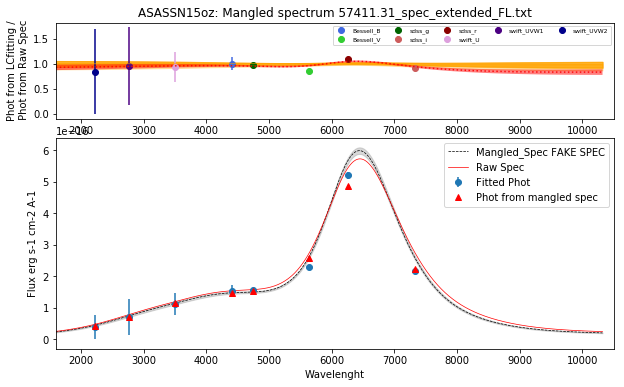 ASASSN15oz: Mangled spectrum 57411.31_spec_extended_FL.txt
Phot from LCfitting /
Phot from Raw Spec
1.5
1.0
0.5
0.0
Bessell_B
Bessell_V
sdss_g
sdss_i
sdss_r
swift_U
swift_UVW1
swift_UVW2
2000 3000 4000 5000 6000 7000 8000 9000 10000
1e−16
Flux erg s-1 cm-2 A-1
6
5
4
3
2
1
0
Mangled_Spec FAKE SPEC
Raw Spec
Fitted Phot
Phot from mangled spec
2000 3000 4000 5000 6000 7000 8000 9000 10000
Wavelenght